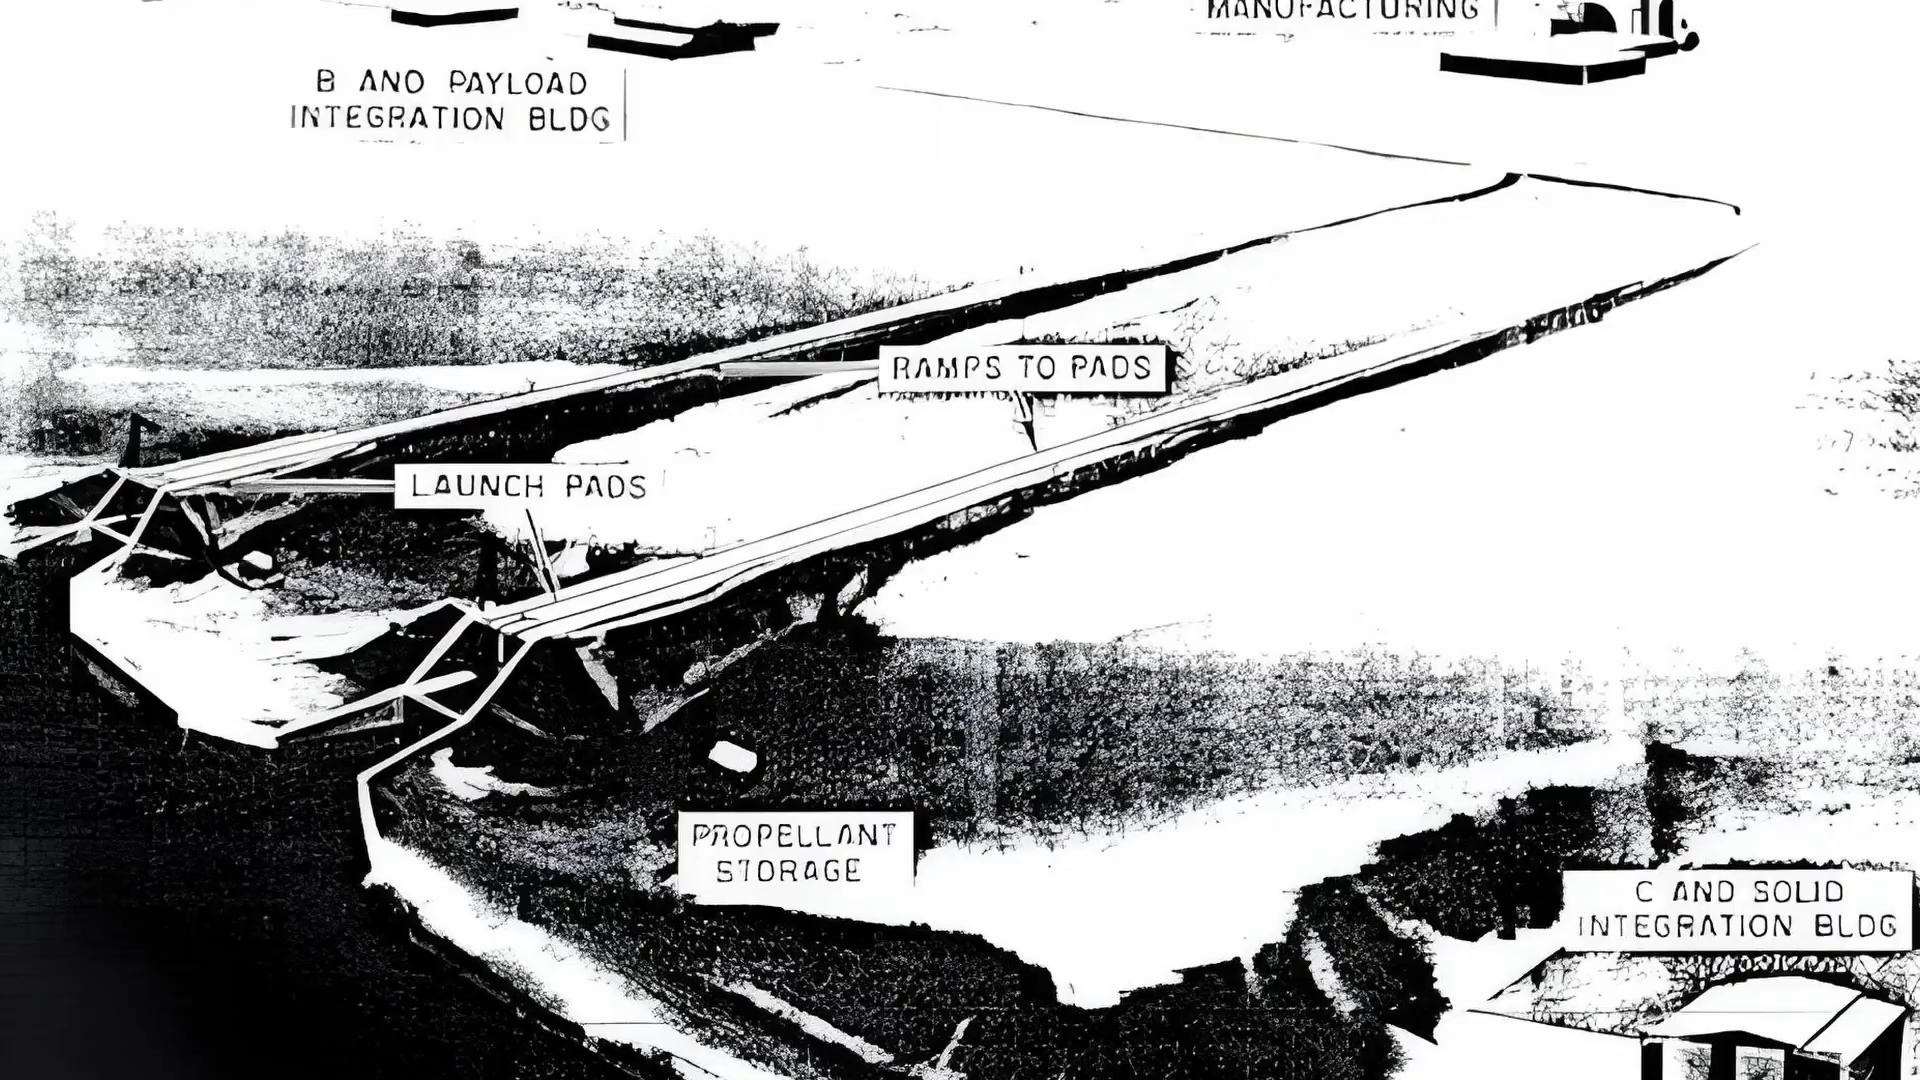 MANUFACTURING
B AND PAYLOAD
INTEGRATION BLDG
RAMPS TO PADS
LAUNCH PADS
PROPELLANT
STORAGE
C AND SOLID
INTEGRATION BLDG